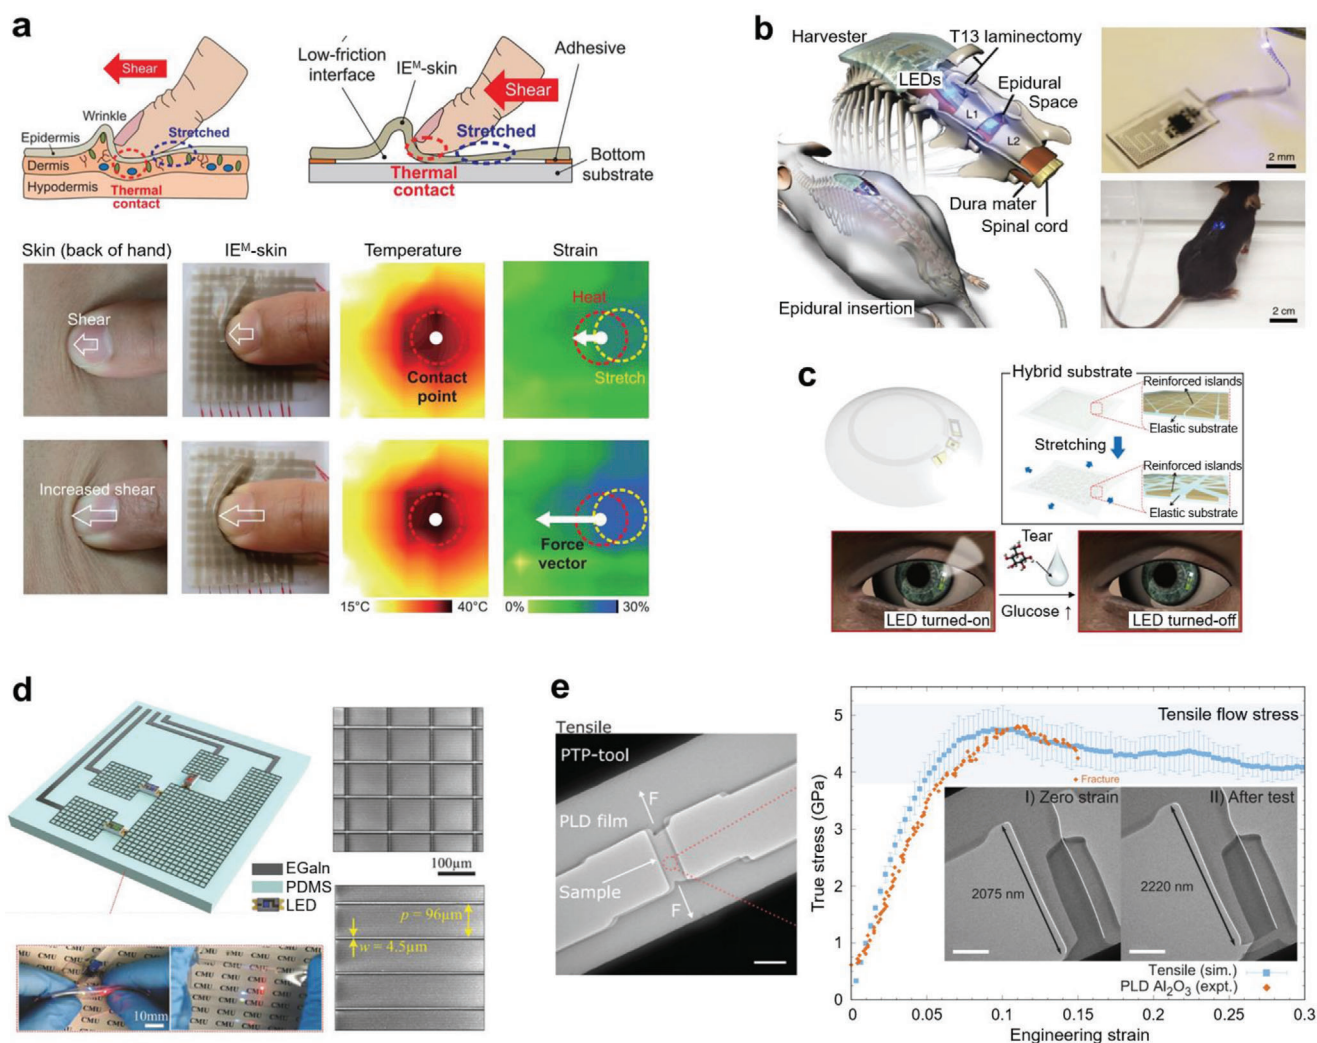 a
Shear
Wrinkle
Epidermis
Stretched
Dermis
Hypodermis
Thermal
contact
Low-friction
interface
IEᴹ-skin
Adhesive
Shear
Stretched
Thermal
contact
Bottom
substrate
Skin (back of hand)
IEᴹ-skin
Temperature
Strain
Shear
Contact
point
Heat
Stretch
Increased shear
Force
vector
15°C
40°C
0%
30%
b
Harvester
T13 laminectomy
LEDs
Epidural
Space
L1
L2
Dura mater
Spinal cord
Epidural insertion
2 mm
2 cm
c
Hybrid substrate
Reinforced islands
Elastic substrate
Stretching
Reinforced islands
Elastic substrate
Tear
Glucose ↑
LED turned-on
LED turned-off
d
EGaIn
PDMS
LED
100µm
p = 96µm
w = 4.5µm
CMU
10mm
e
Tensile
PTP-tool
F
PLD film
Sample
F
Tensile flow stress
Fracture
I) Zero strain
II) After test
2075 nm
2220 nm
Tensile (sim.)
PLD Al₂O₃ (expt.)
True stress (GPa)
5
4
3
2
1
0
0
0.05
0.1
0.15
0.2
0.25
0.3
Engineering strain